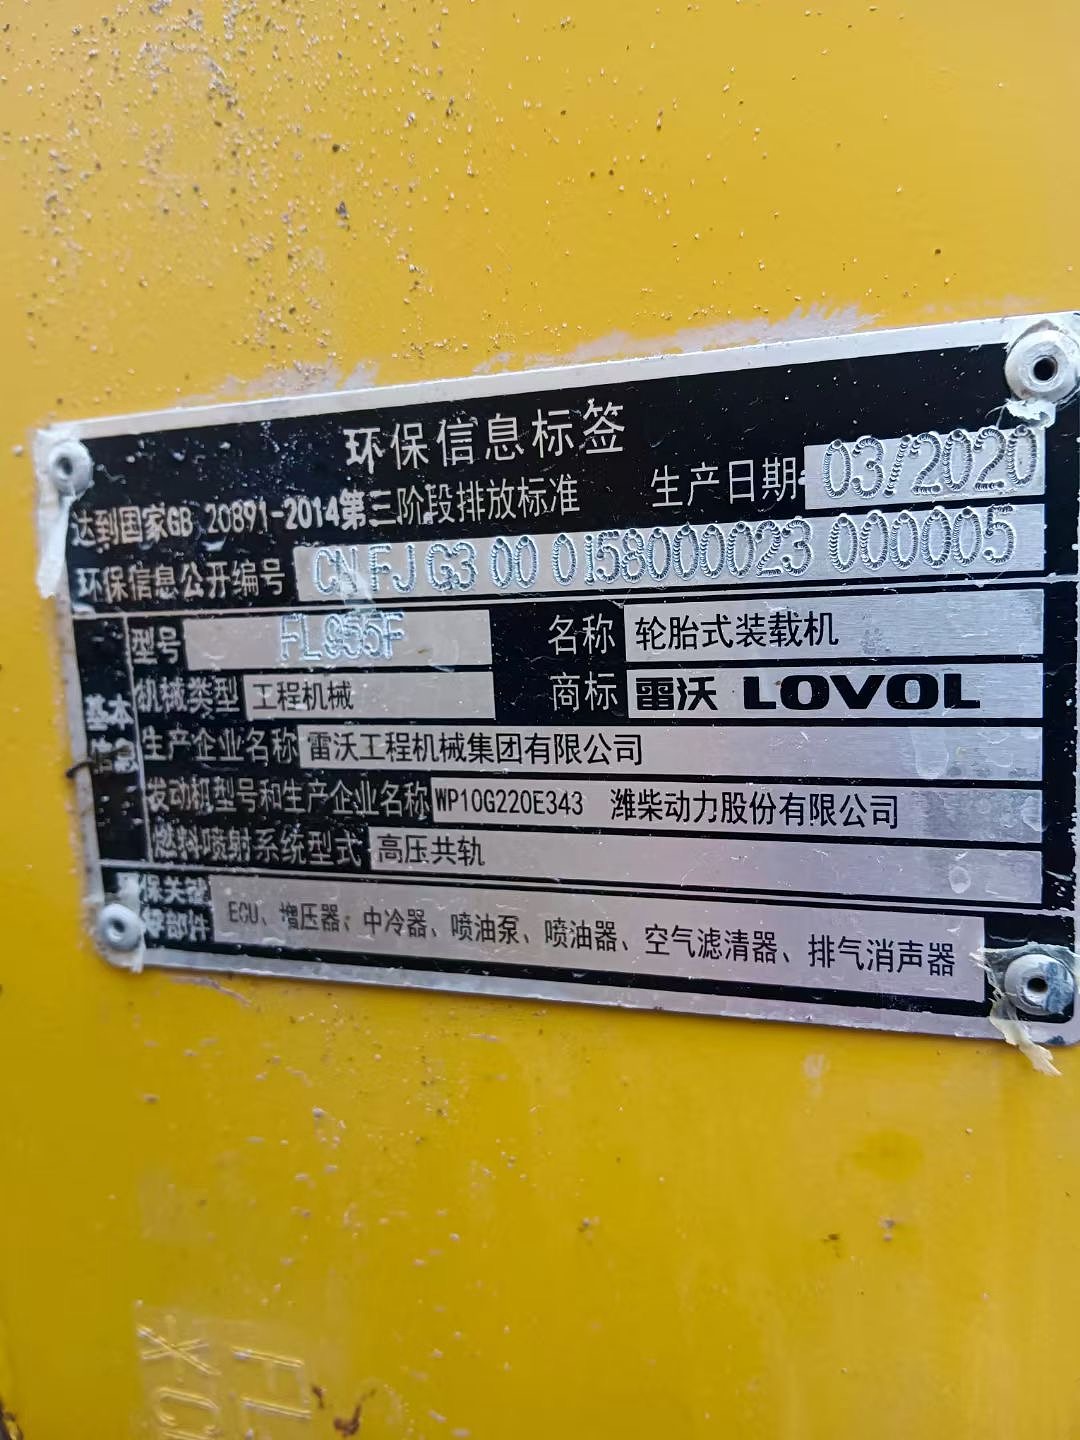 环保信息标签
达到国家GB 20891-2014第三阶段排放标准 生产日期 03/2020
环保信息公开编号 CN FJ G3 00 0158000023 000005
基本信息
型号 FL955F 名称 轮胎式装载机
机械类型 工程机械 商标 雷沃 LOVOL
生产企业名称 雷沃工程机械集团有限公司
发动机型号和生产企业名称 WP10G220E343 潍柴动力股份有限公司
燃料喷射系统型式 高压共轨
保关键
零部件
ECU、增压器、中冷器、喷油泵、喷油器、空气滤清器、排气消声器